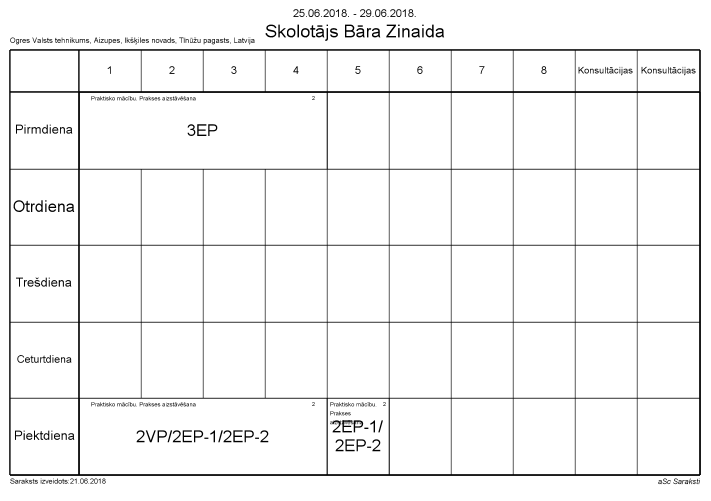 25.06.2018. - 29.06.2018.
Ogres Valsts tehnikums, Aizupes, Ikšķiles novads, Tīnūžu pagasts, Latvija
Skolotājs Bāra Zinaida
1 2 3 4 5 6 7 8 Konsultācijas Konsultācijas
Pirmdiena
Praktisko mācību. Prakses aizstāvēšana 2
3EP
Otrdiena
Trešdiena
Ceturtdiena
Piektdiena
Praktisko mācību. Prakses aizstāvēšana 2
2VP/2EP-1/2EP-2
Praktisko mācību. 2
Prakses
2EP-1/
2EP-2
Saraksts izveidots:21.06.2018
aSc Saraksti